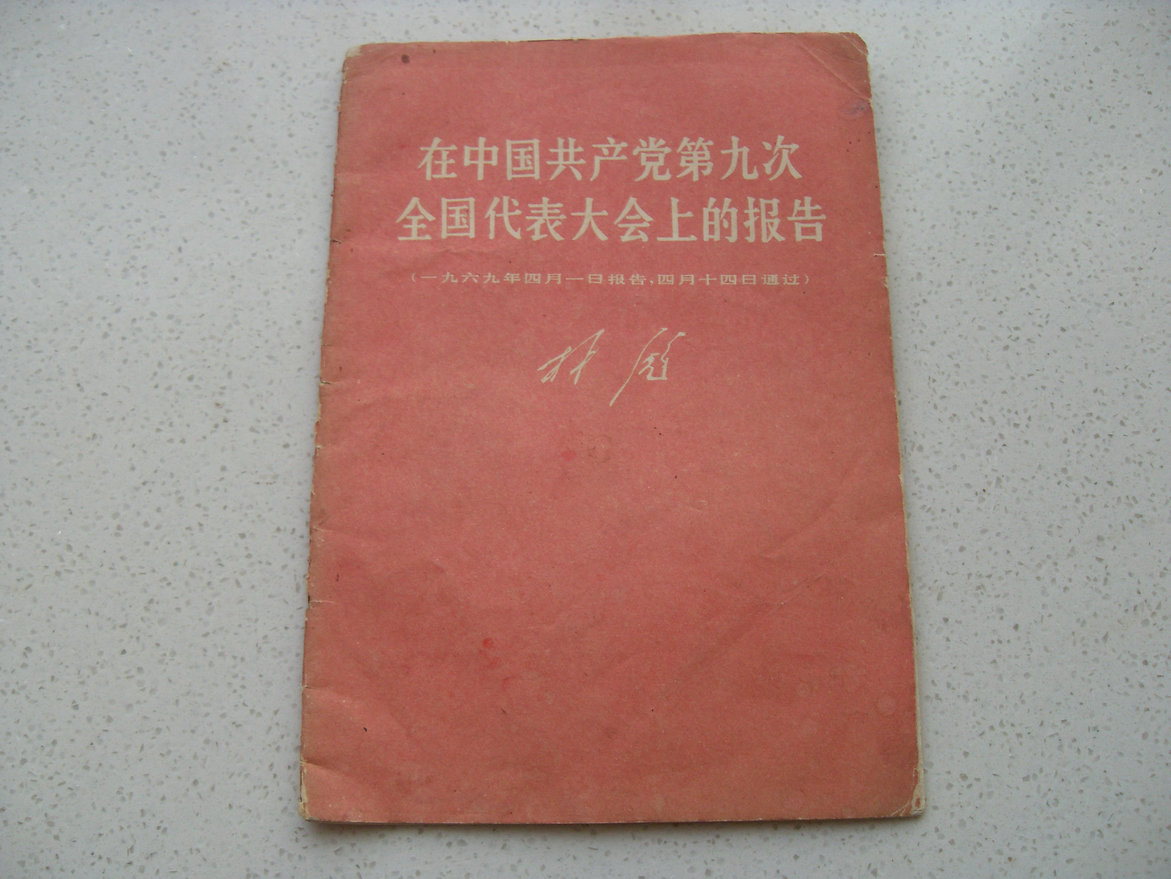 在中国共产党第九次
全国代表大会上的报告
(一九六九年四月一日报告,四月十四日通过)
林彪